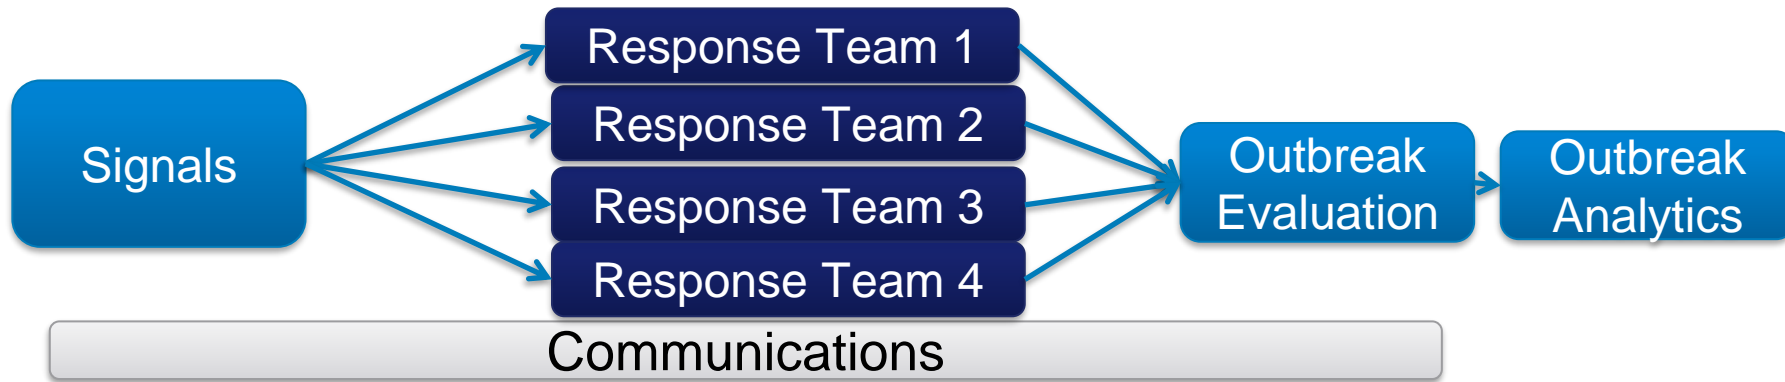 Signals
Response Team 1
Response Team 2
Response Team 3
Response Team 4
Outbreak
Evaluation
Outbreak
Analytics
Communications